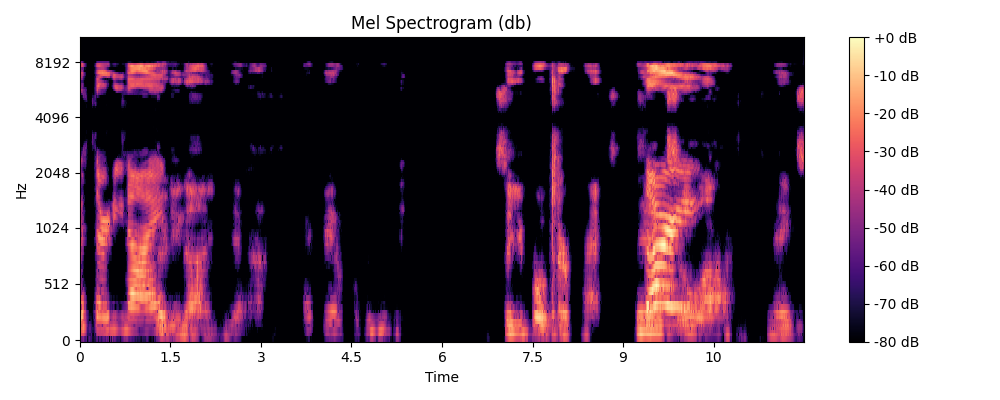 Mel Spectrogram (db)
+0 dB
8192
-10 dB
4096
-20 dB
-30 dB
2048
Hz
-40 dB
1024
-50 dB
-60 dB
512
-70 dB
0
-80 dB
0 1.5 3 4.5 6 7.5 9 10
Time